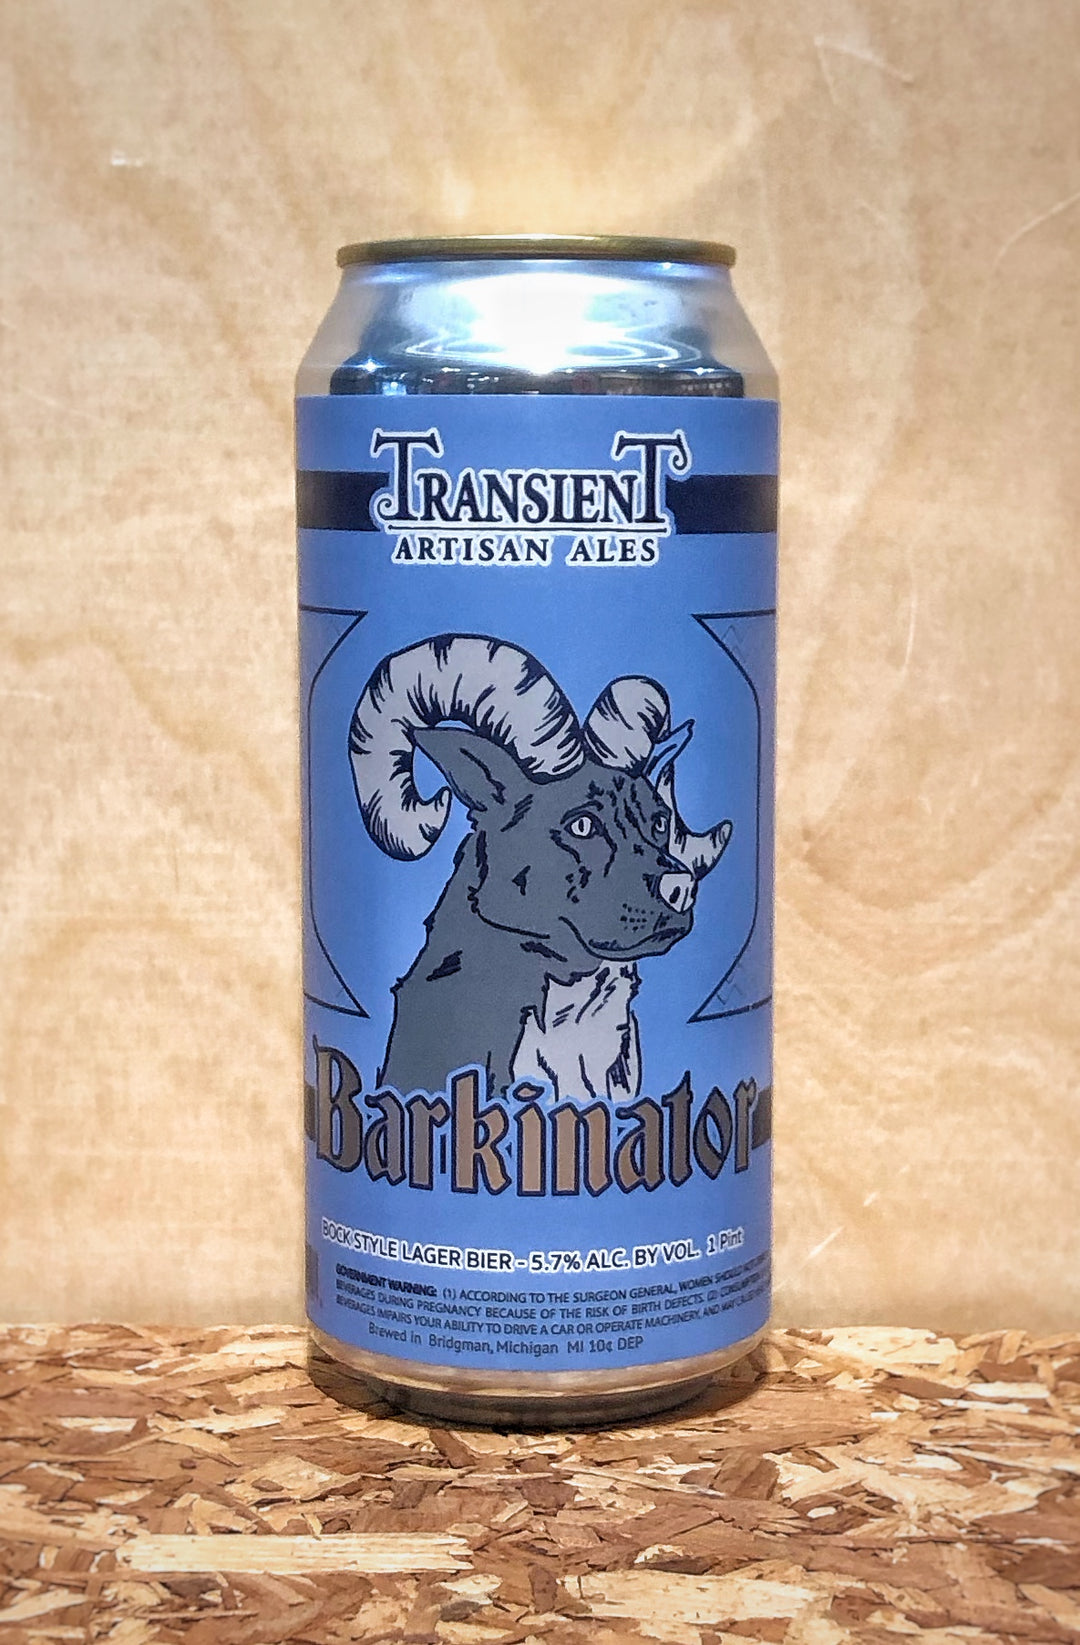 TRANSIENT
ARTISAN ALES
Barkinator
BOCK STYLE LAGER BIER - 5.7% ALC. BY VOL. 1 Pint
GOVERNMENT WARNING: (1) ACCORDING TO THE SURGEON GENERAL, WOMEN SHOULD NOT
BEVERAGES DURING PREGNANCY BECAUSE OF THE RISK OF BIRTH DEFECTS. (2) CONSUMPTION
BEVERAGES IMPAIRS YOUR ABILITY TO DRIVE A CAR OR OPERATE MACHINERY, AND MAY CAUSE
Brewed in Bridgman, Michigan MI 10¢ DEP